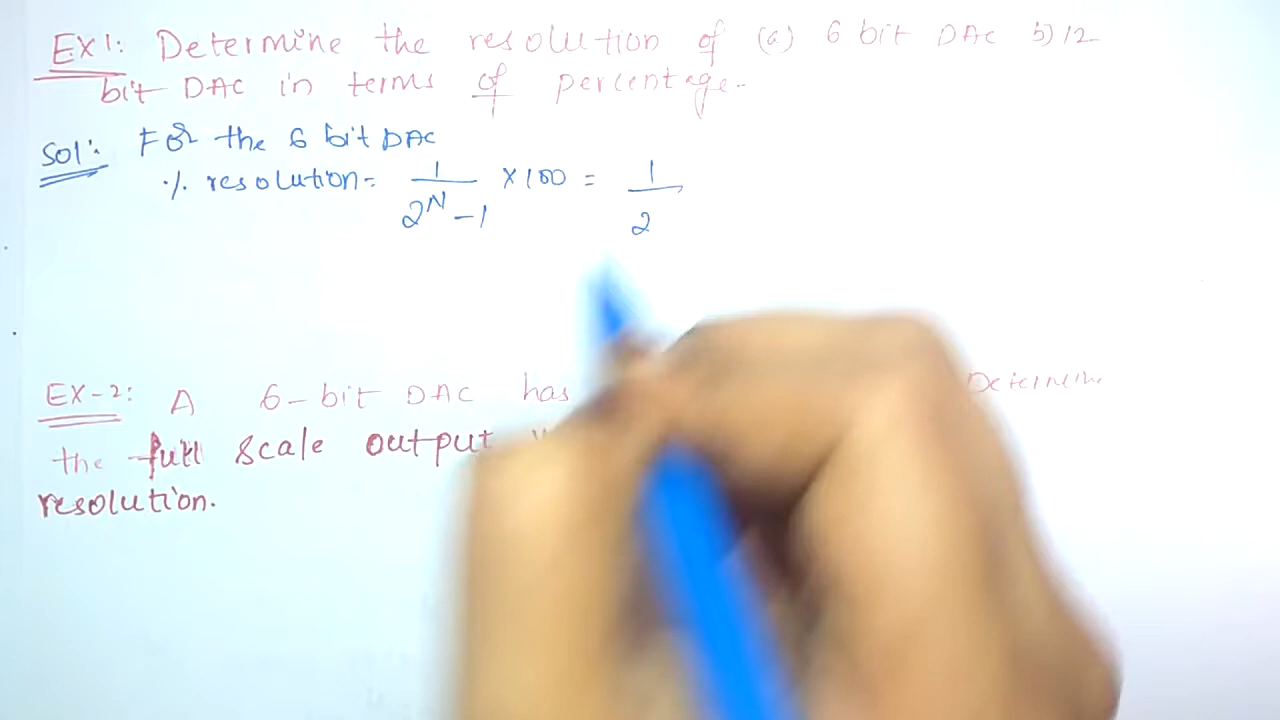 Ex1: Determine the resolution of (a) 6 bit DAC b) 12
bit DAC in terms of percentage.
Sol: For the 6 bit DAC
% resolution = 1/(2^N - 1) × 100 = 1/2
Ex-2: A 6-bit DAC has Determine
the full scale output
resolution.